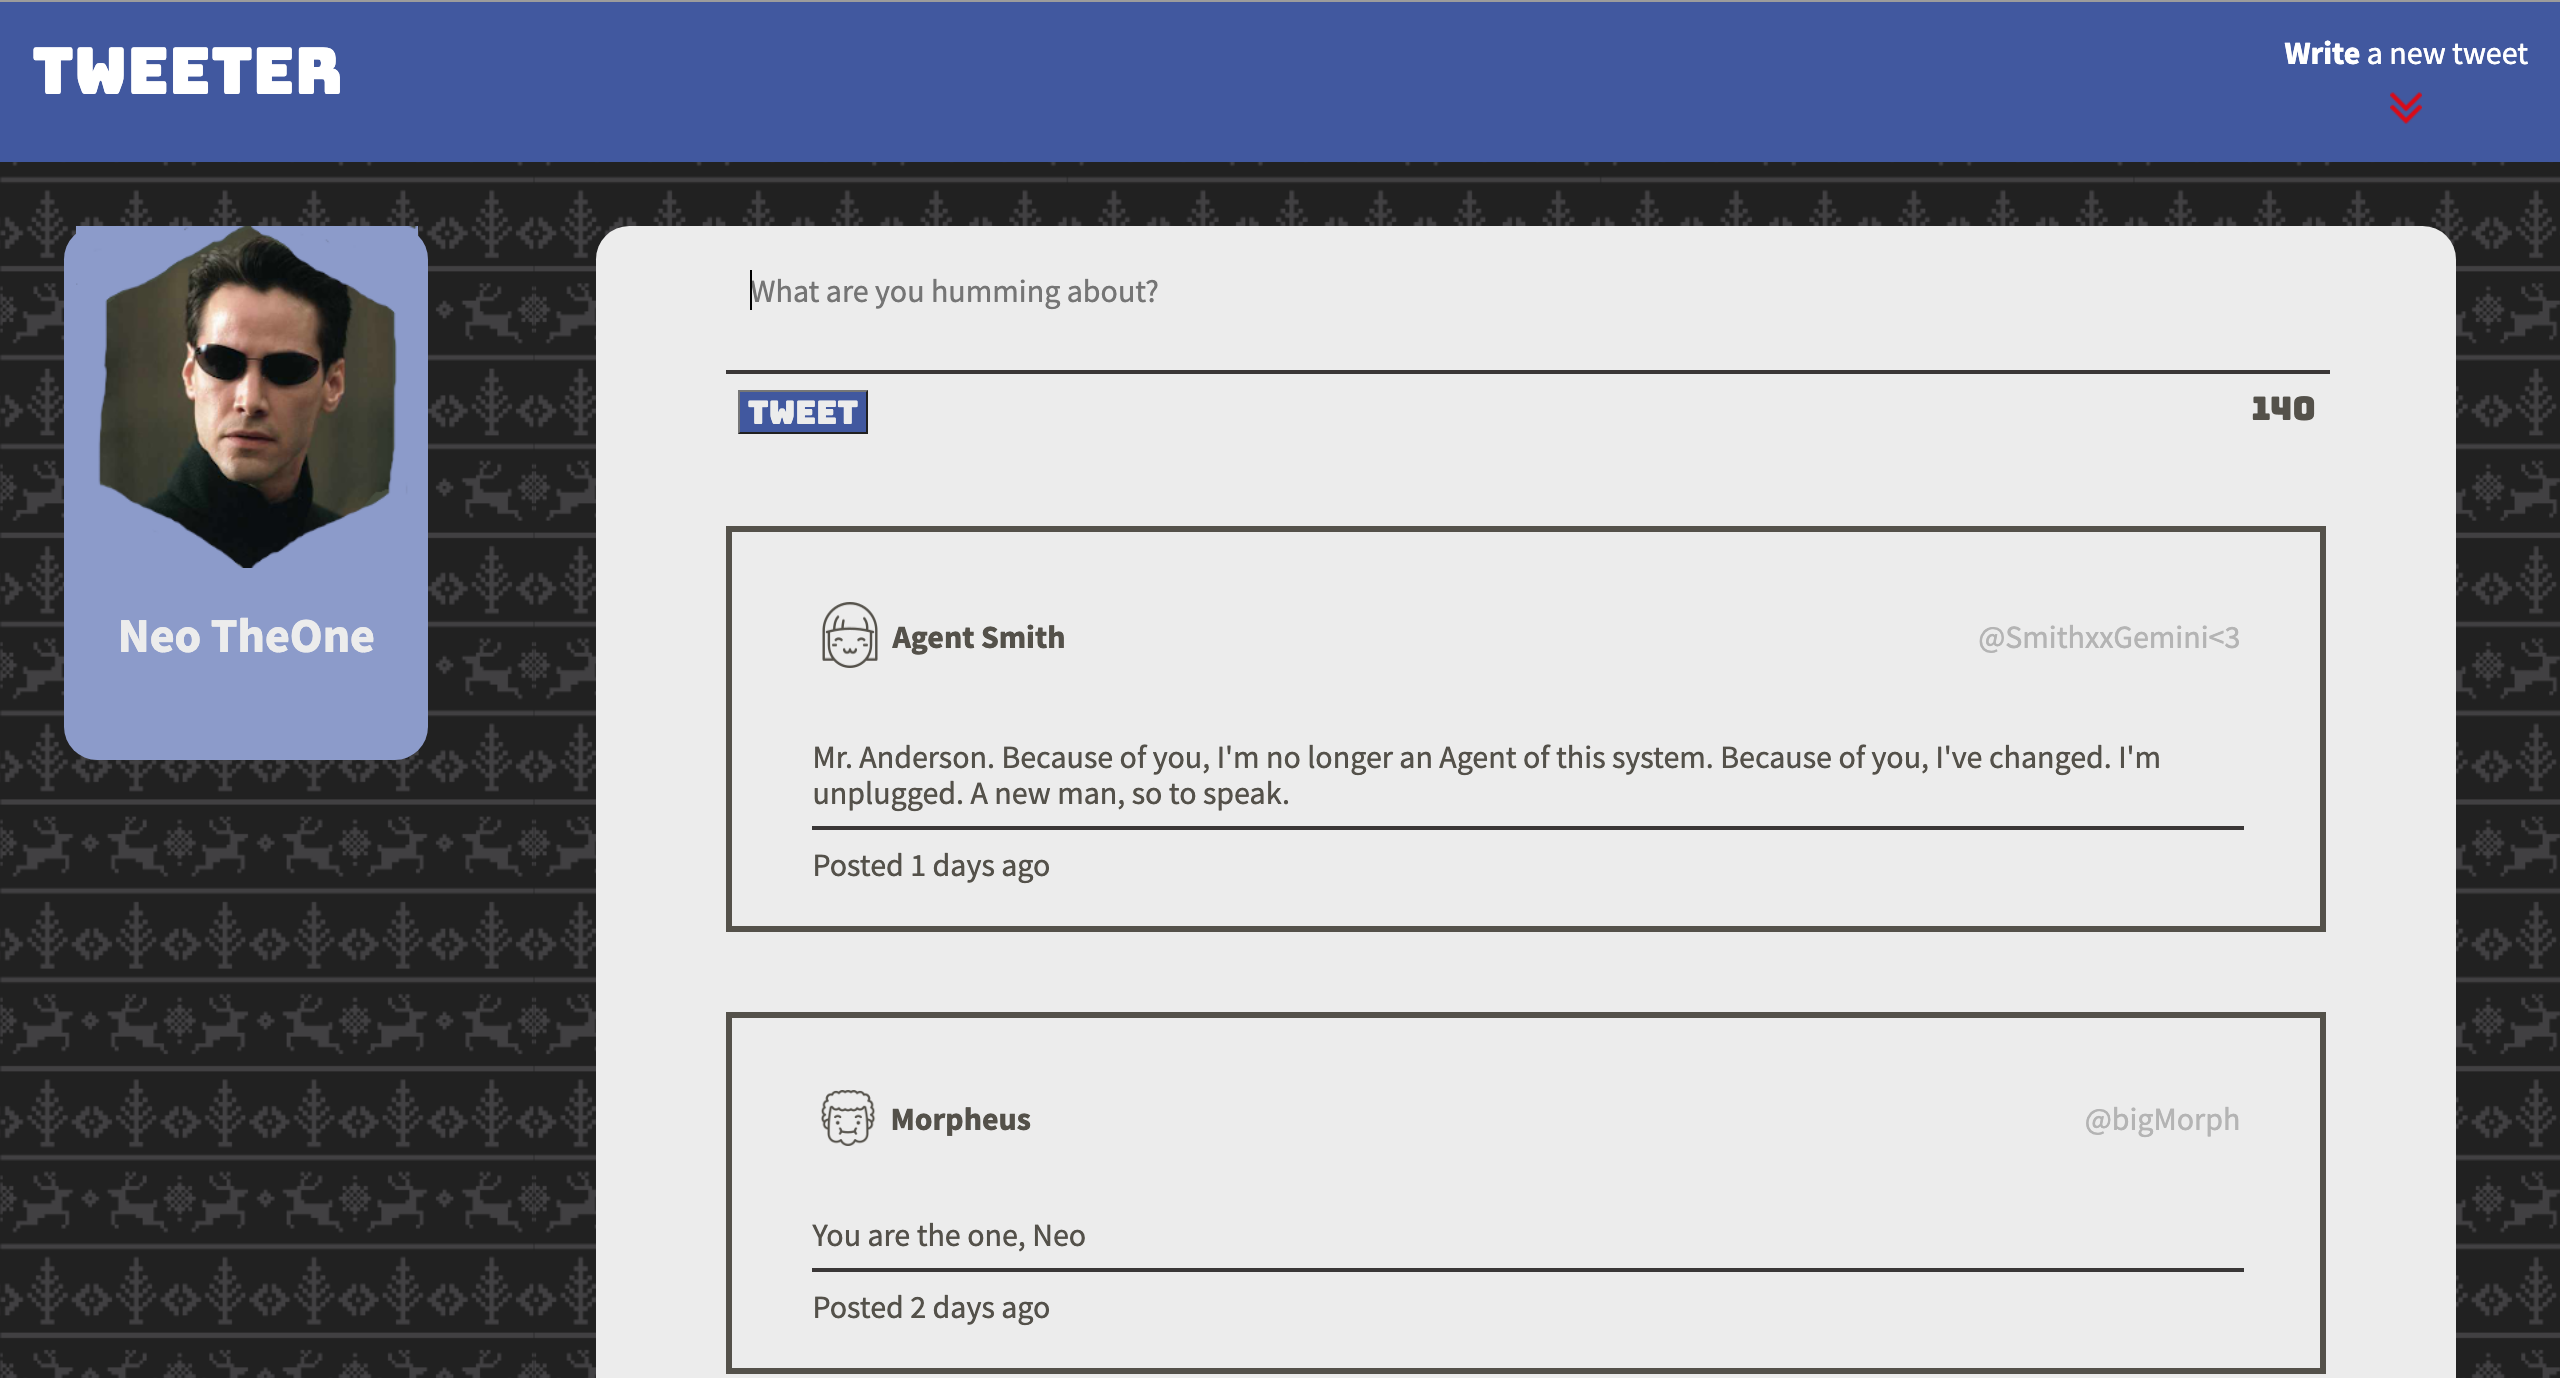 TWEETER
Write a new tweet
What are you humming about?
TWEET
140
Neo TheOne
Agent Smith
@SmithxxGemini<3
Mr. Anderson. Because of you, I'm no longer an Agent of this system. Because of you, I've changed. I'm
unplugged. A new man, so to speak.
Posted 1 days ago
Morpheus
@bigMorph
You are the one, Neo
Posted 2 days ago